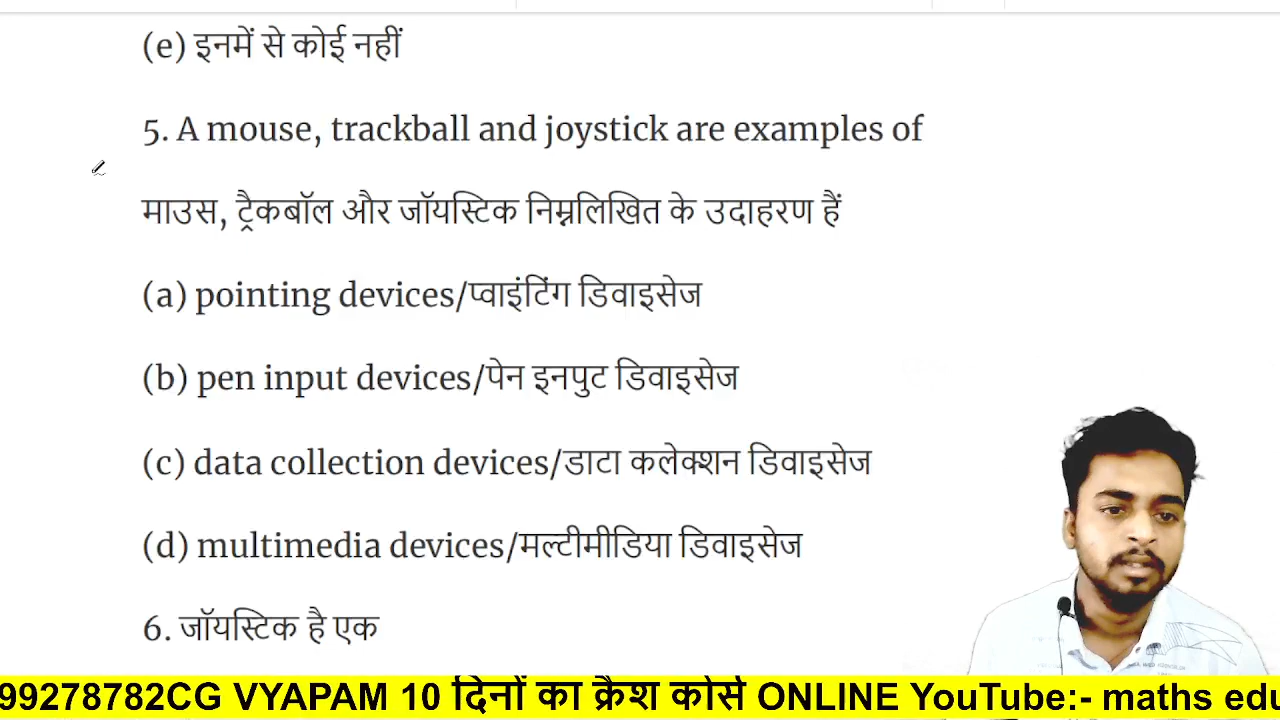 (e) इनमें से कोई नहीं
5. A mouse, trackball and joystick are examples of
माउस, ट्रैकबॉल और जॉयस्टिक निम्नलिखित के उदाहरण हैं
(a) pointing devices/प्वाइंटिंग डिवाइसेज
(b) pen input devices/पेन इनपुट डिवाइसेज
(c) data collection devices/डाटा कलेक्शन डिवाइसेज
(d) multimedia devices/मल्टीमीडिया डिवाइसेज
6. जॉयस्टिक है एक
99278782CG VYAPAM 10 दिनों का क्रैश कोर्स ONLINE YouTube:- maths edu